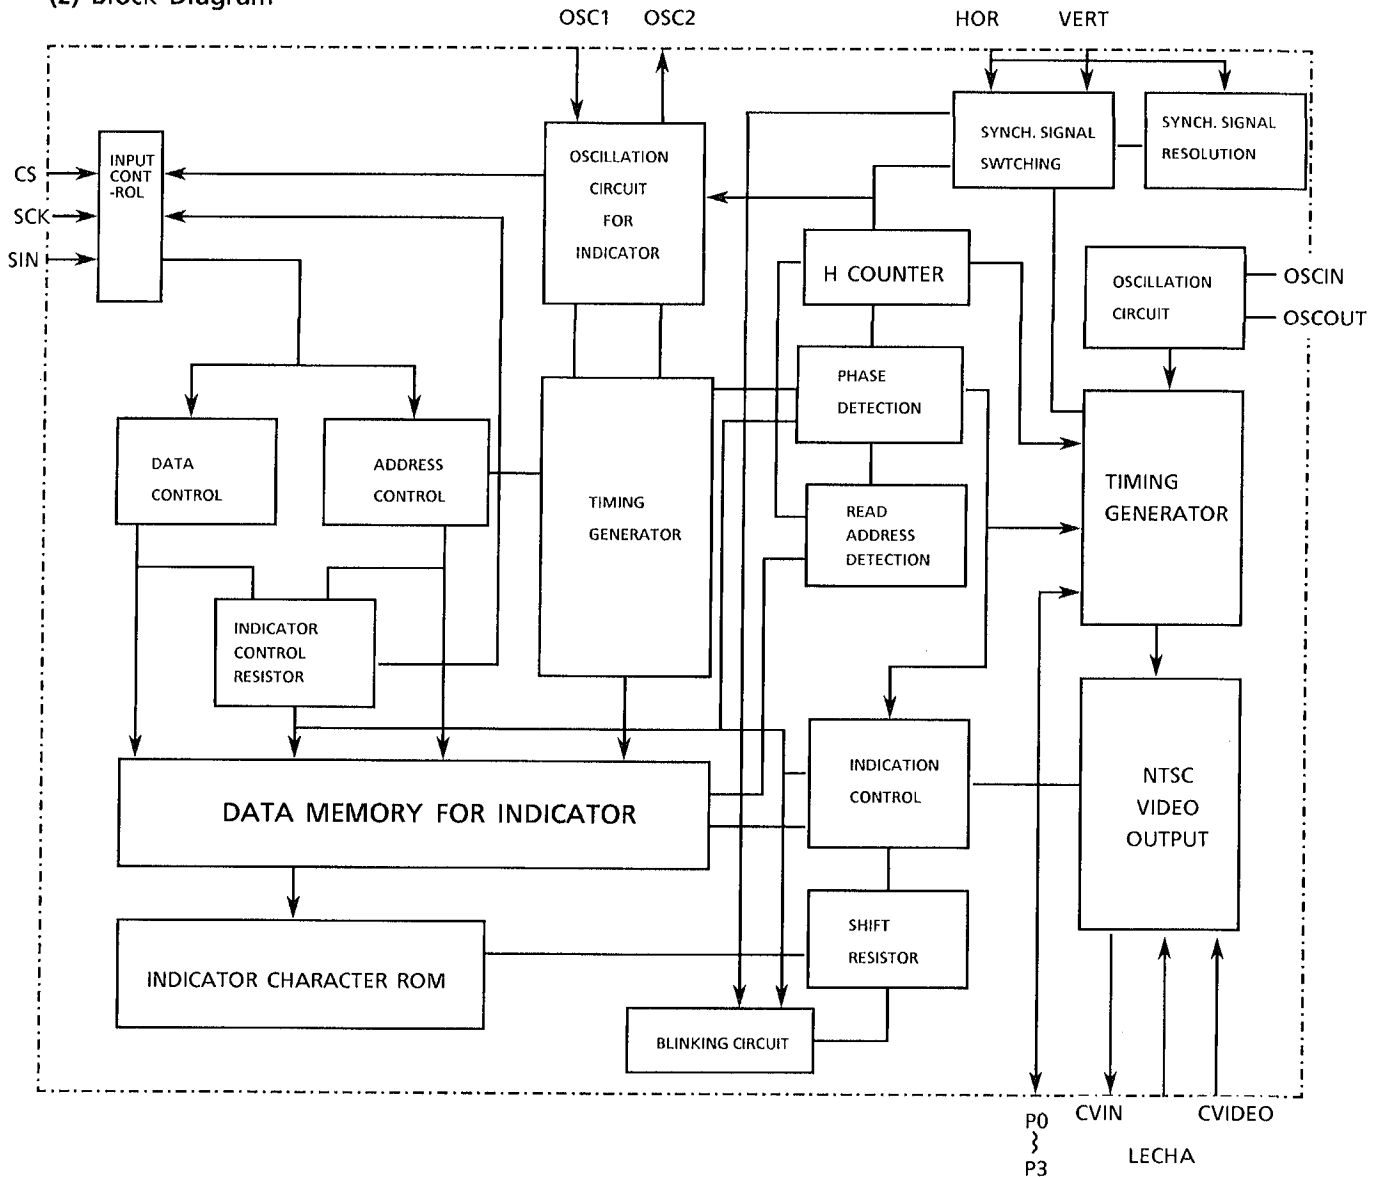 (2) Block Diagram
OSC1
OSC2
HOR
VERT
CS
SCK
SIN
INPUT
CONT
-ROL
OSCILLATION
CIRCUIT
FOR
INDICATOR
SYNCH. SIGNAL
SWTCHING
SYNCH. SIGNAL
RESOLUTION
H COUNTER
OSCILLATION
CIRCUIT
OSCIN
OSCOUT
PHASE
DETECTION
DATA
CONTROL
ADDRESS
CONTROL
TIMING
GENERATOR
READ
ADDRESS
DETECTION
TIMING
GENERATOR
INDICATOR
CONTROL
RESISTOR
DATA MEMORY FOR INDICATOR
INDICATION
CONTROL
NTSC
VIDEO
OUTPUT
INDICATOR CHARACTER ROM
SHIFT
RESISTOR
BLINKING CIRCUIT
P0
~
P3
CVIN
LECHA
CVIDEO